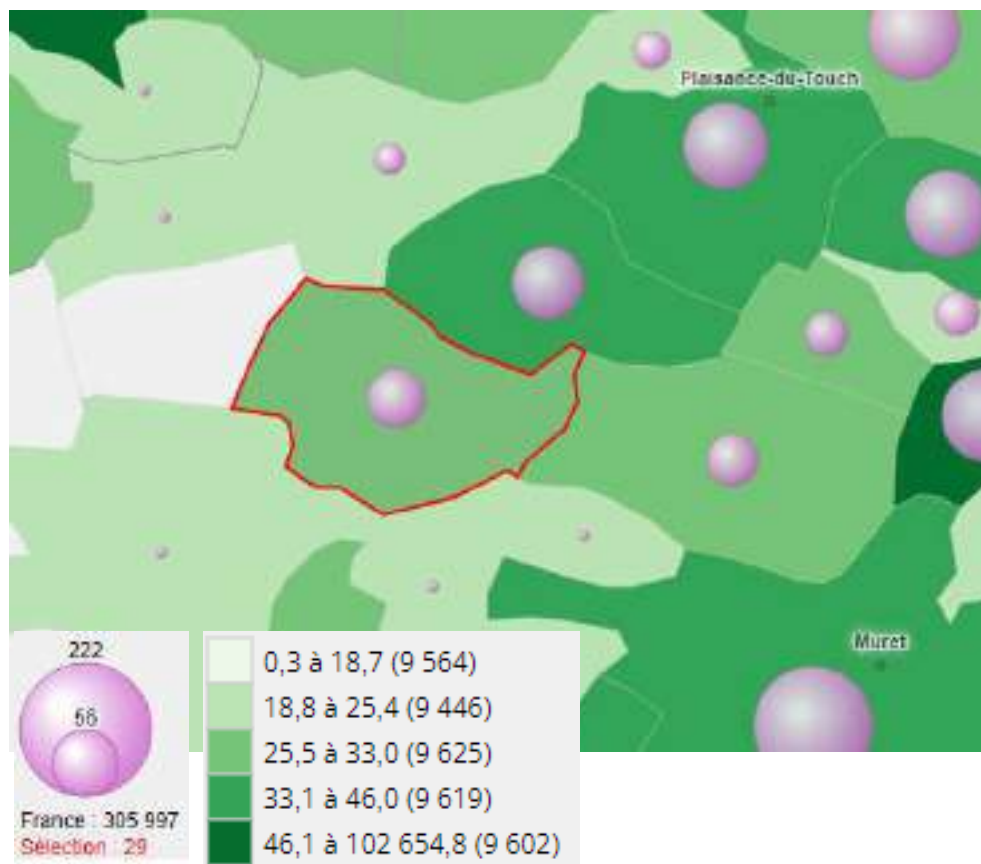 Plaisance-du-Touch
Muret
222
56
France : 305 997
Sélection : 29
0,3 à 18,7 (9 564)
18,8 à 25,4 (9 446)
25,5 à 33,0 (9 625)
33,1 à 46,0 (9 619)
46,1 à 102 654,8 (9 602)